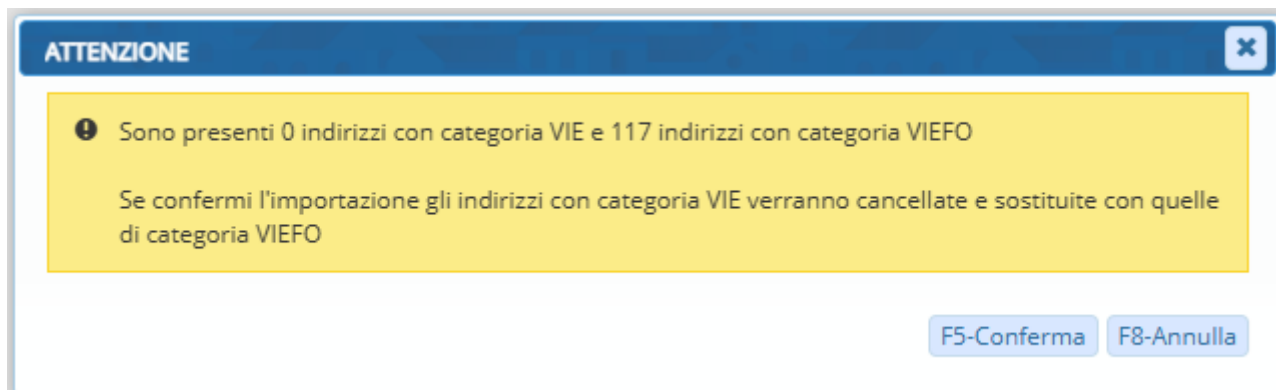 ATTENZIONE
Sono presenti 0 indirizzi con categoria VIE e 117 indirizzi con categoria VIEFO
Se confermi l'importazione gli indirizzi con categoria VIE verranno cancellate e sostituite con quelle
di categoria VIEFO
F5-Conferma F8-Annulla